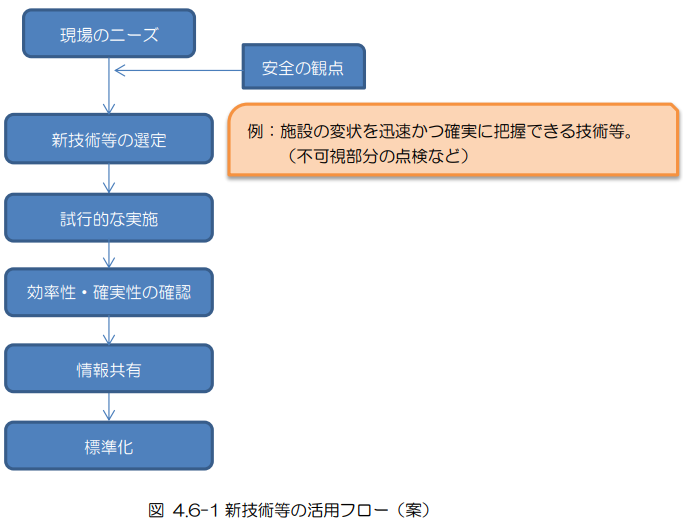 現場のニーズ
安全の観点
新技術等の選定
例：施設の変状を迅速かつ確実に把握できる技術等。
（不可視部分の点検など）
試行的な実施
効率性・確実性の確認
情報共有
標準化
図 4.6-1 新技術等の活用フロー（案）